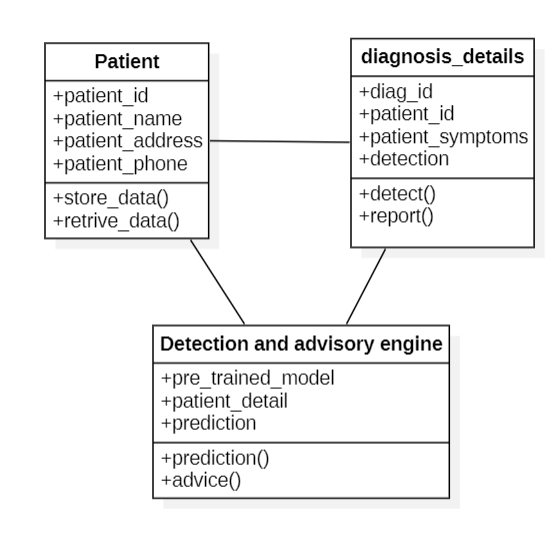 Patient
+patient_id
+patient_name
+patient_address
+patient_phone
+store_data()
+retrive_data()
diagnosis_details
+diag_id
+patient_id
+patient_symptoms
+detection
+detect()
+report()
Detection and advisory engine
+pre_trained_model
+patient_detail
+prediction
+prediction()
+advice()